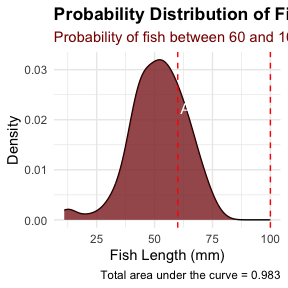 Probability Distribution of Fi
Probability of fish between 60 and 10
0.03
0.02
0.01
0.00
Density
A
25
50
75
100
Fish Length (mm)
Total area under the curve = 0.983